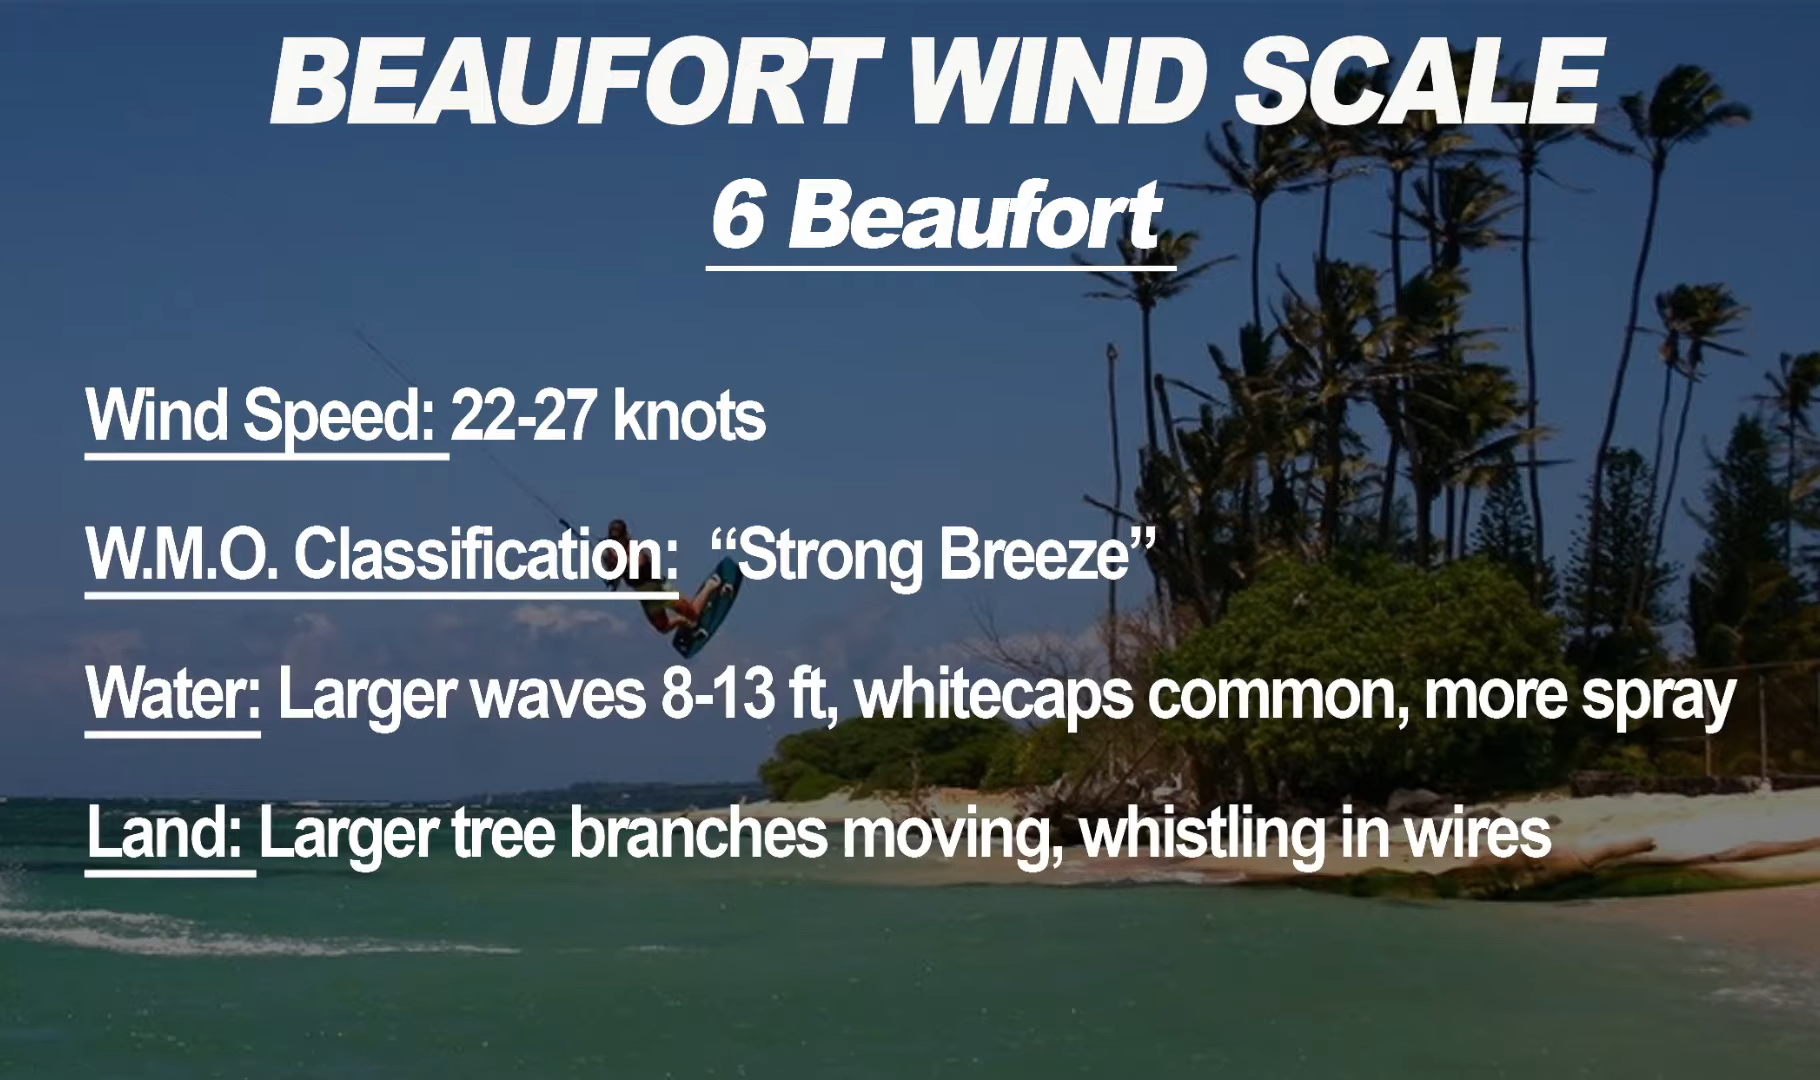 BEAUFORT WIND SCALE
6 Beaufort
Wind Speed: 22-27 knots
W.M.O. Classification: “Strong Breeze”
Water: Larger waves 8-13 ft, whitecaps common, more spray
Land: Larger tree branches moving, whistling in wires